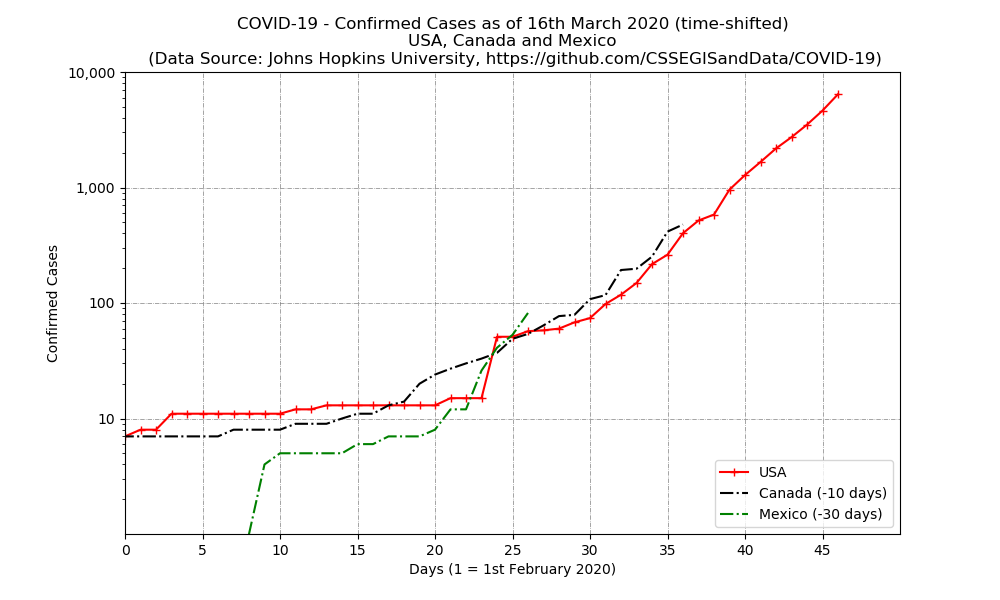 COVID-19 - Confirmed Cases as of 16th March 2020 (time-shifted)
USA, Canada and Mexico
(Data Source: Johns Hopkins University, https://github.com/CSSEGISandData/COVID-19)
10,000
1,000
100
10
Confirmed Cases
USA
Canada (-10 days)
Mexico (-30 days)
0 5 10 15 20 25 30 35 40 45
Days (1 = 1st February 2020)